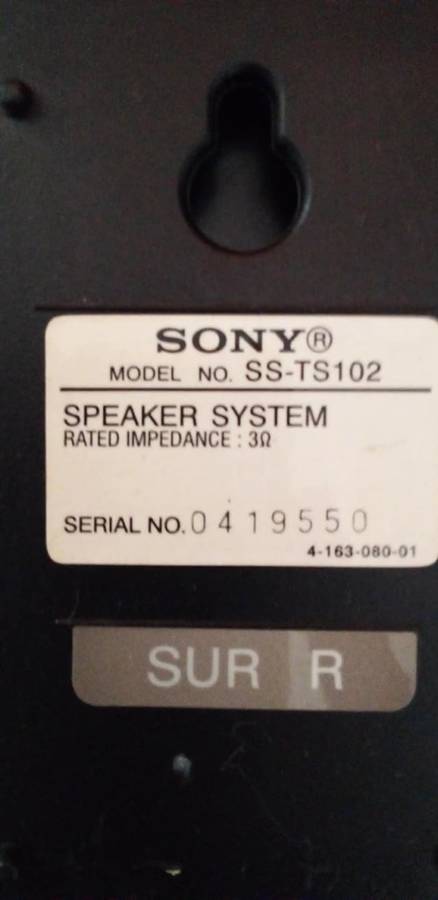 SONY®
MODEL NO. SS-TS102
SPEAKER SYSTEM
RATED IMPEDANCE : 3Ω
SERIAL NO. 0419550
4-163-080-01
SUR R